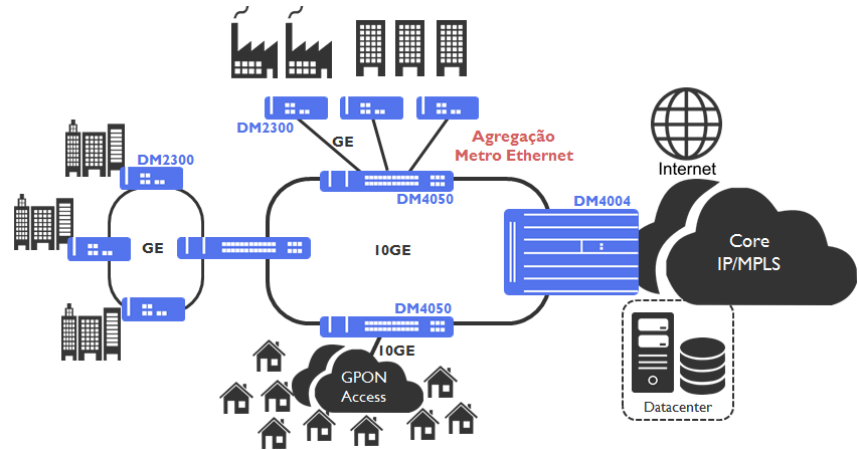 DM2300
GE
Agregação
Metro Ethernet
Internet
DM2300
DM4050
DM4004
GE
10GE
Core
IP/MPLS
DM4050
10GE
GPON
Access
Datacenter